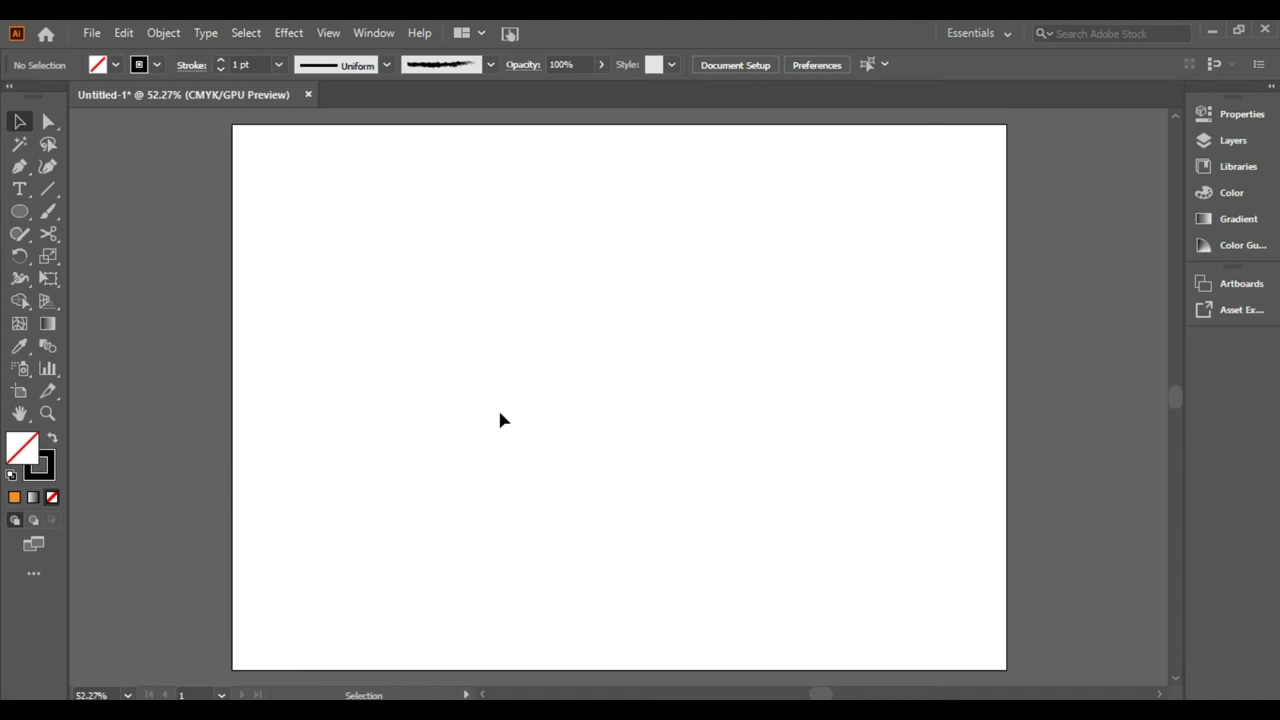 Ai File Edit Object Type Select Effect View Window Help Essentials Search Adobe Stock
No Selection Stroke: 1 pt Uniform Opacity: 100% Style: Document Setup Preferences
Untitled-1* @ 52.27% (CMYK/GPU Preview)
Properties
Layers
Libraries
Color
Gradient
Color Gu...
Artboards
Asset Ex...
52.27% 1 Selection